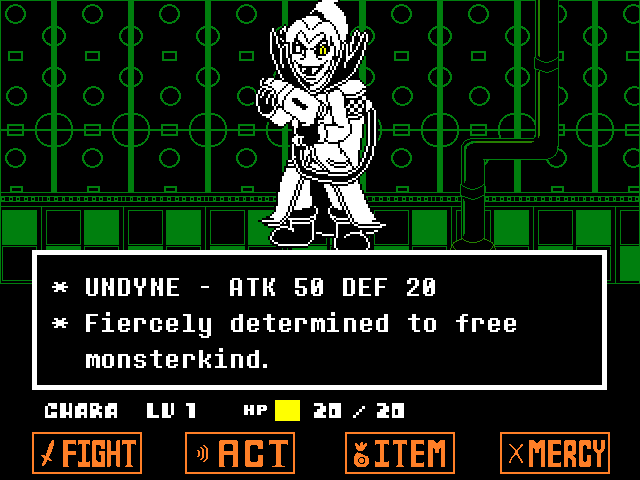 * UNDYNE - ATK 50 DEF 20
* Fiercely determined to free
monsterkind.
CHARA LV 1 HP 20 / 20
FIGHT ACT ITEM MERCY